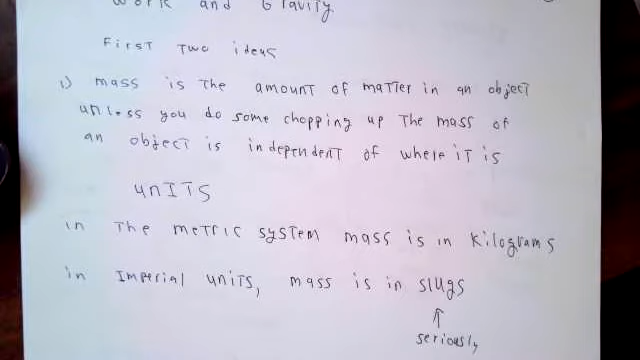 Work and Gravity
First Two ideas
1) mass is The amount of matter in an object
unless you do some chopping up The mass of
an object is independent of where it is
unITS
in The metric system mass is in Kilograms
in Imperial units, mass is in slugs
↑
seriously